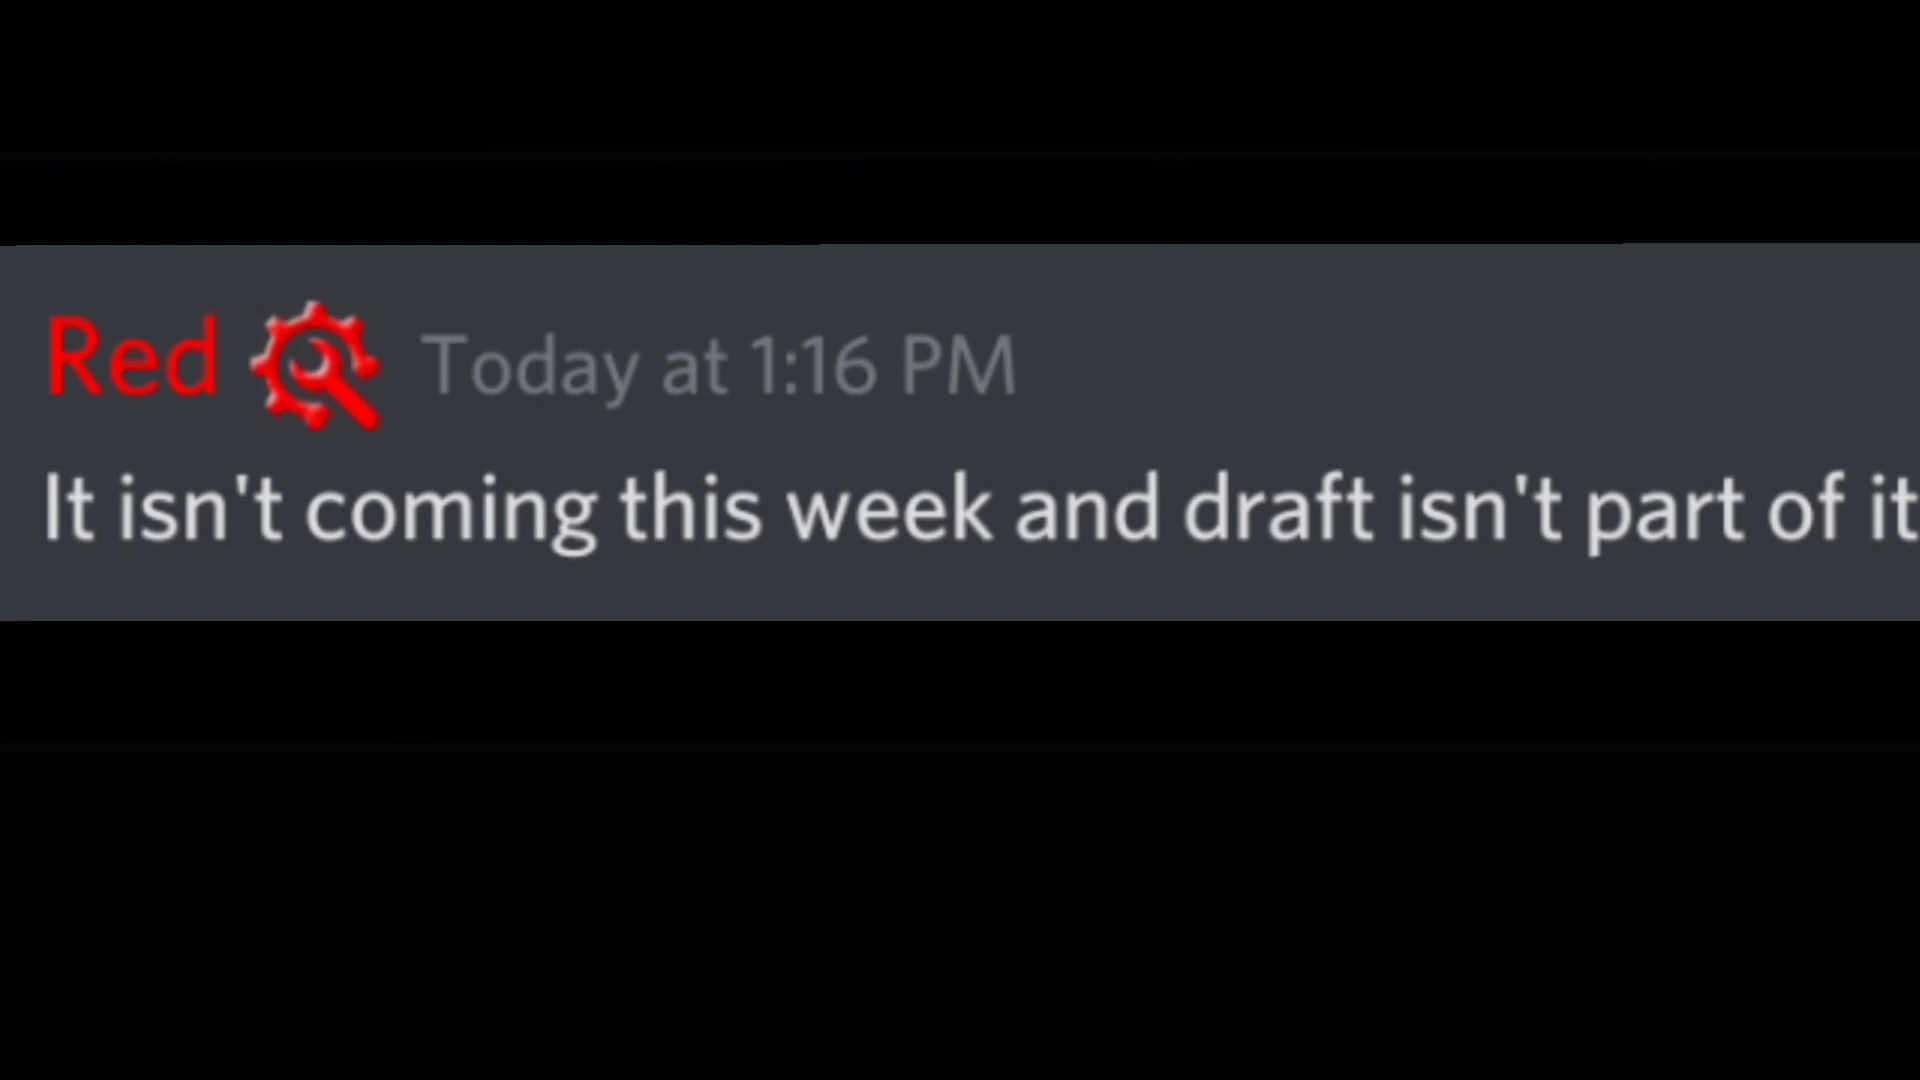 Red Today at 1:16 PM
It isn't coming this week and draft isn't part of it